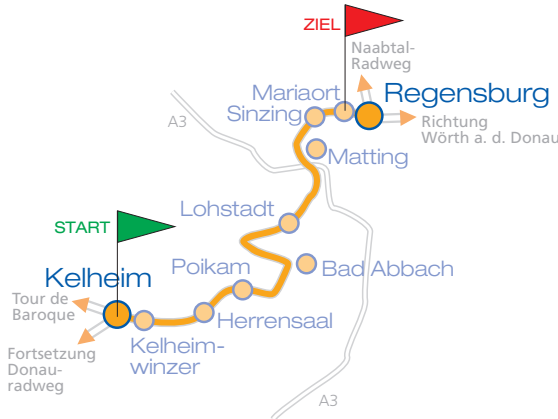 ZIEL
Naabtal-
Radweg
Mariaort
Regensburg
Sinzing
A3
Richtung
Wörth a. d. Donau
Matting
Lohstadt
START
Poikam
Bad Abbach
Kelheim
Tour de
Baroque
Herrensaal
Fortsetzung
Donau-
radweg
Kelheim-
winzer
A3